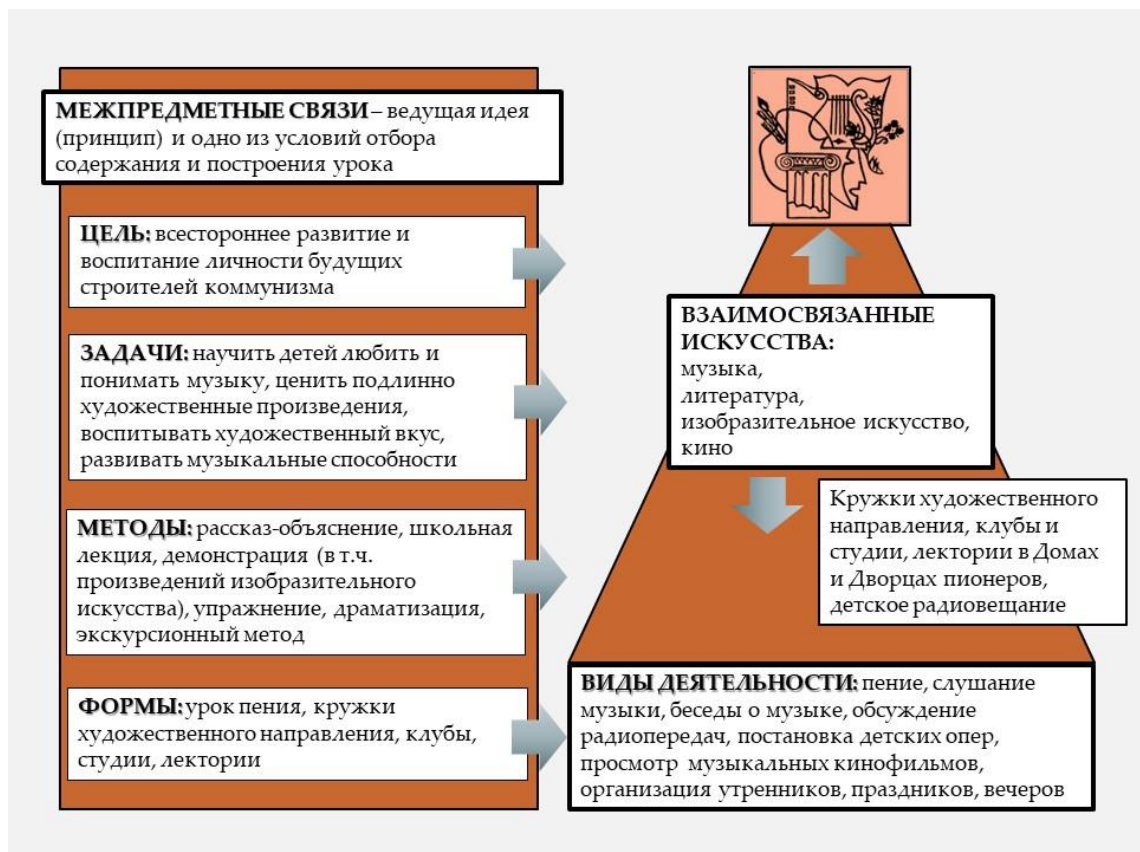 МЕЖПРЕДМЕТНЫЕ СВЯЗИ – ведущая идея
(принцип) и одно из условий отбора
содержания и построения урока
ЦЕЛЬ: всестороннее развитие и
воспитание личности будущих
строителей коммунизма
ЗАДАЧИ: научить детей любить и
понимать музыку, ценить подлинно
художественные произведения,
воспитывать художественный вкус,
развивать музыкальные способности
МЕТОДЫ: рассказ-объяснение, школьная
лекция, демонстрация (в т.ч.
произведений изобразительного
искусства), упражнение, драматизация,
экскурсионный метод
ФОРМЫ: урок пения, кружки
художественного направления, клубы,
студии, лектории
ВЗАИМОСВЯЗАННЫЕ
ИСКУССТВА:
музыка,
литература,
изобразительное искусство,
кино
Кружки художественного
направления, клубы и
студии, лектории в Домах
и Дворцах пионеров,
детское радиовещание
ВИДЫ ДЕЯТЕЛЬНОСТИ: пение, слушание
музыки, беседы о музыке, обсуждение
радиопередач, постановка детских опер,
просмотр музыкальных кинофильмов,
организация утренников, праздников, вечеров